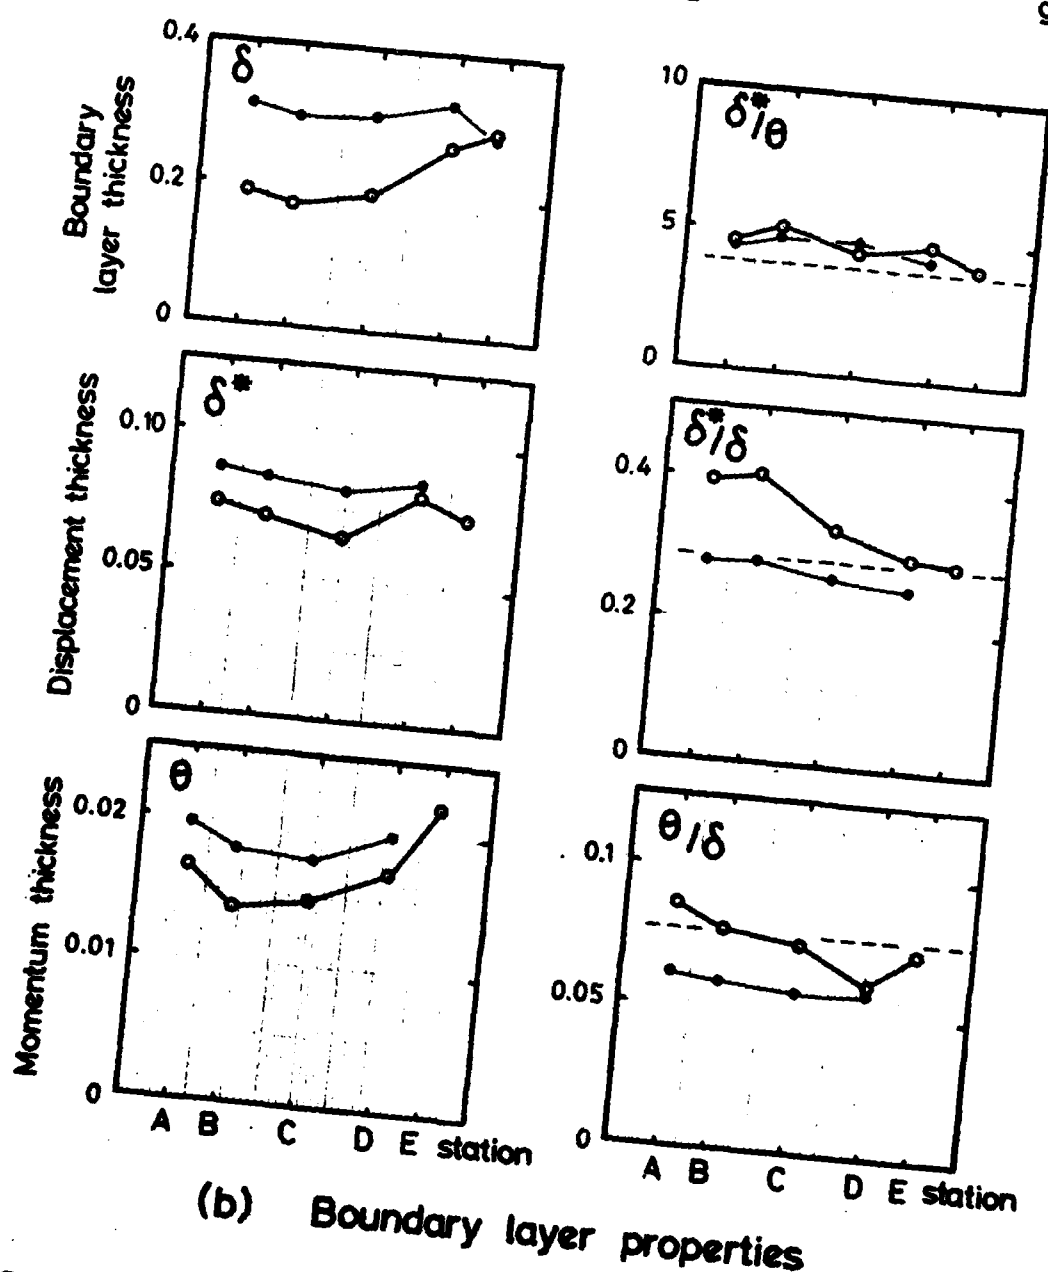 0.4
δ
0.2
0
Boundary
layer thickness
10
δ*/θ
5
0
δ*
0.10
0.05
0
Displacement thickness
δ*/δ
0.4
0.2
0
θ
0.02
0.01
0
Momentum thickness
A B C D E station
θ/δ
0.1
0.05
0
A B C D E station
(b) Boundary layer properties